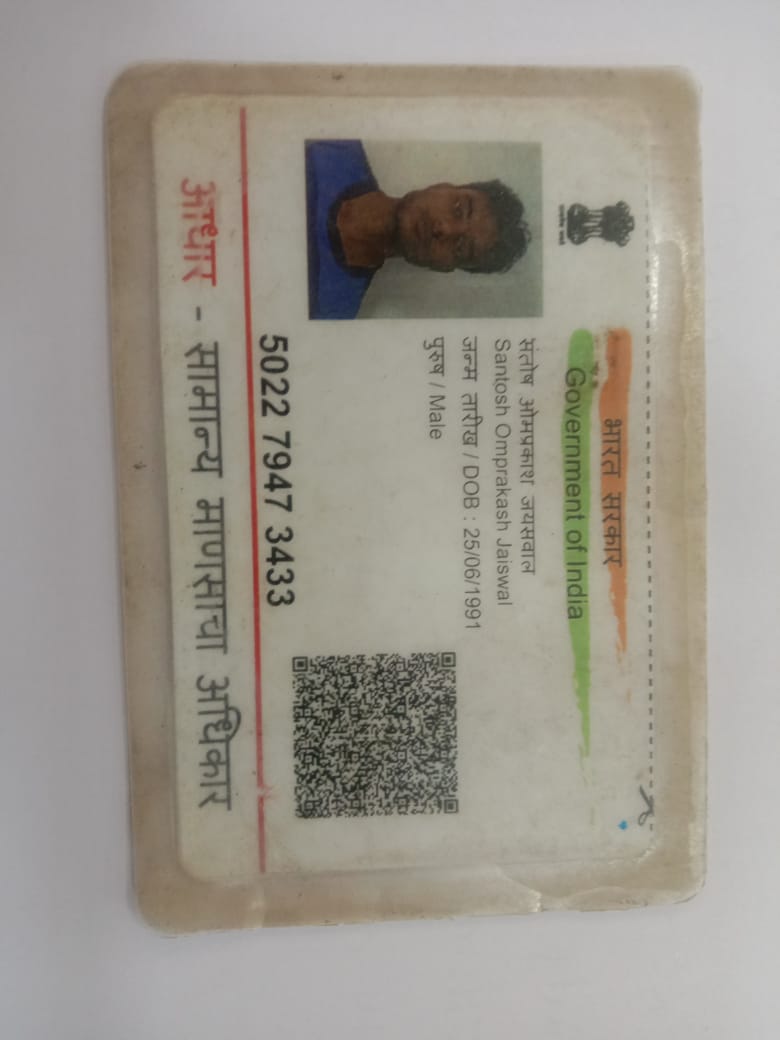 भारत सरकार
Government of India
संतोष ओमप्रकाश जयसवाल
Santosh Omprakash Jaiswal
जन्म तारीख / DOB : 25/06/1991
पुरुष / Male
5022 7947 3433
आधार - सामान्य माणसाचा अधिकार